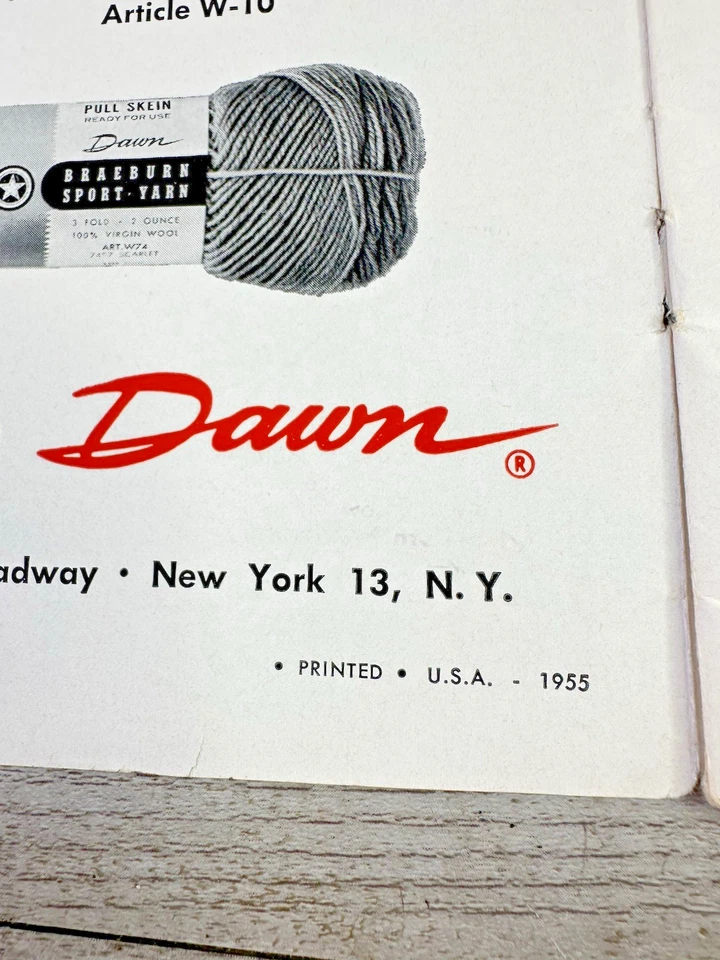 Article W-10
PULL SKEIN
READY FOR USE
Dawn
BRAEBURN
SPORT-YARN
3 FOLD - 2 OUNCE
100% VIRGIN WOOL
ART.W74
SCARLET
Dawn
®
adway • New York 13, N.Y.
• PRINTED • U.S.A. - 1955